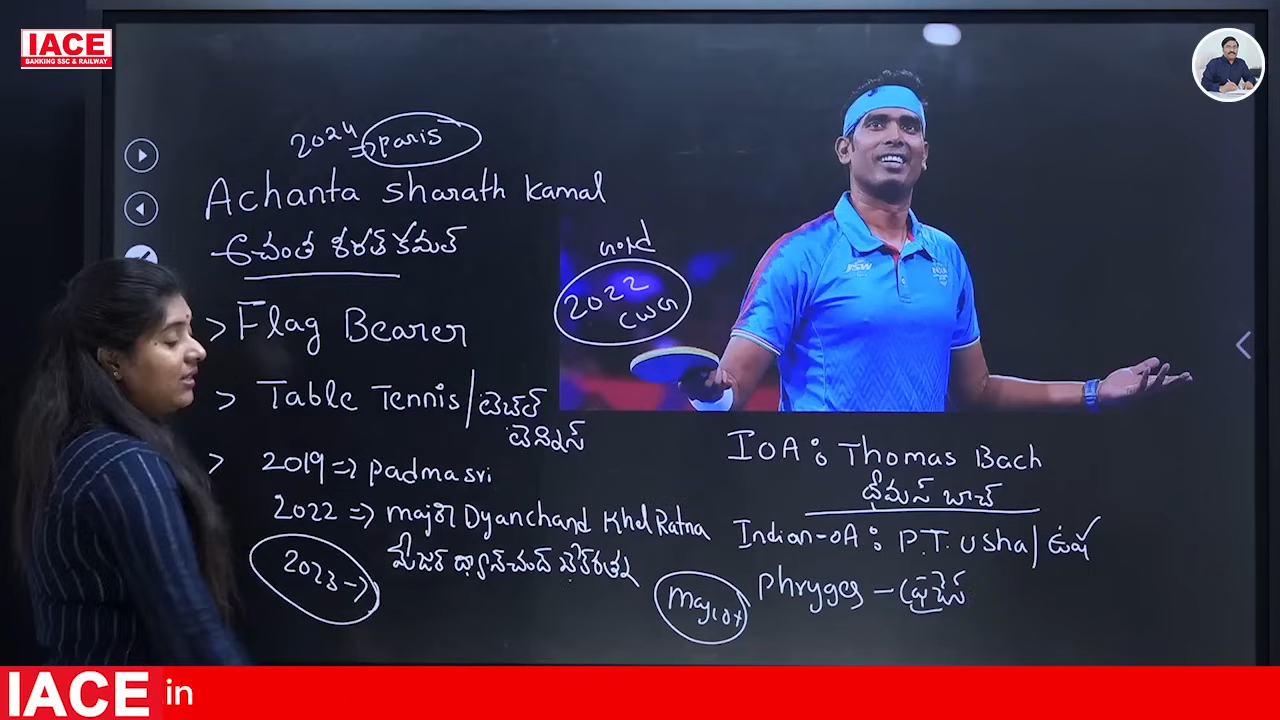 IACE
BANKING SSC & RAILWAY
2024 => paris
Achanta Sharath Kamal
ఆచంత శరత్ కమల్
> Flag Bearer
> Table Tennis / టేబుల్
టెన్నిస్
> 2019 => padmasri
2022 => major Dyanchand Khel Ratna
మేజర్ ధ్యాన్ చంద్ ఖేల్ రత్న
2023 ->
Gold
2022
CWG
JSW
INDIA
IOA : Thomas Bach
థామస్ బాచ్
Indian-OA : P.T. Usha / ఉష
Phryges -
IACE in